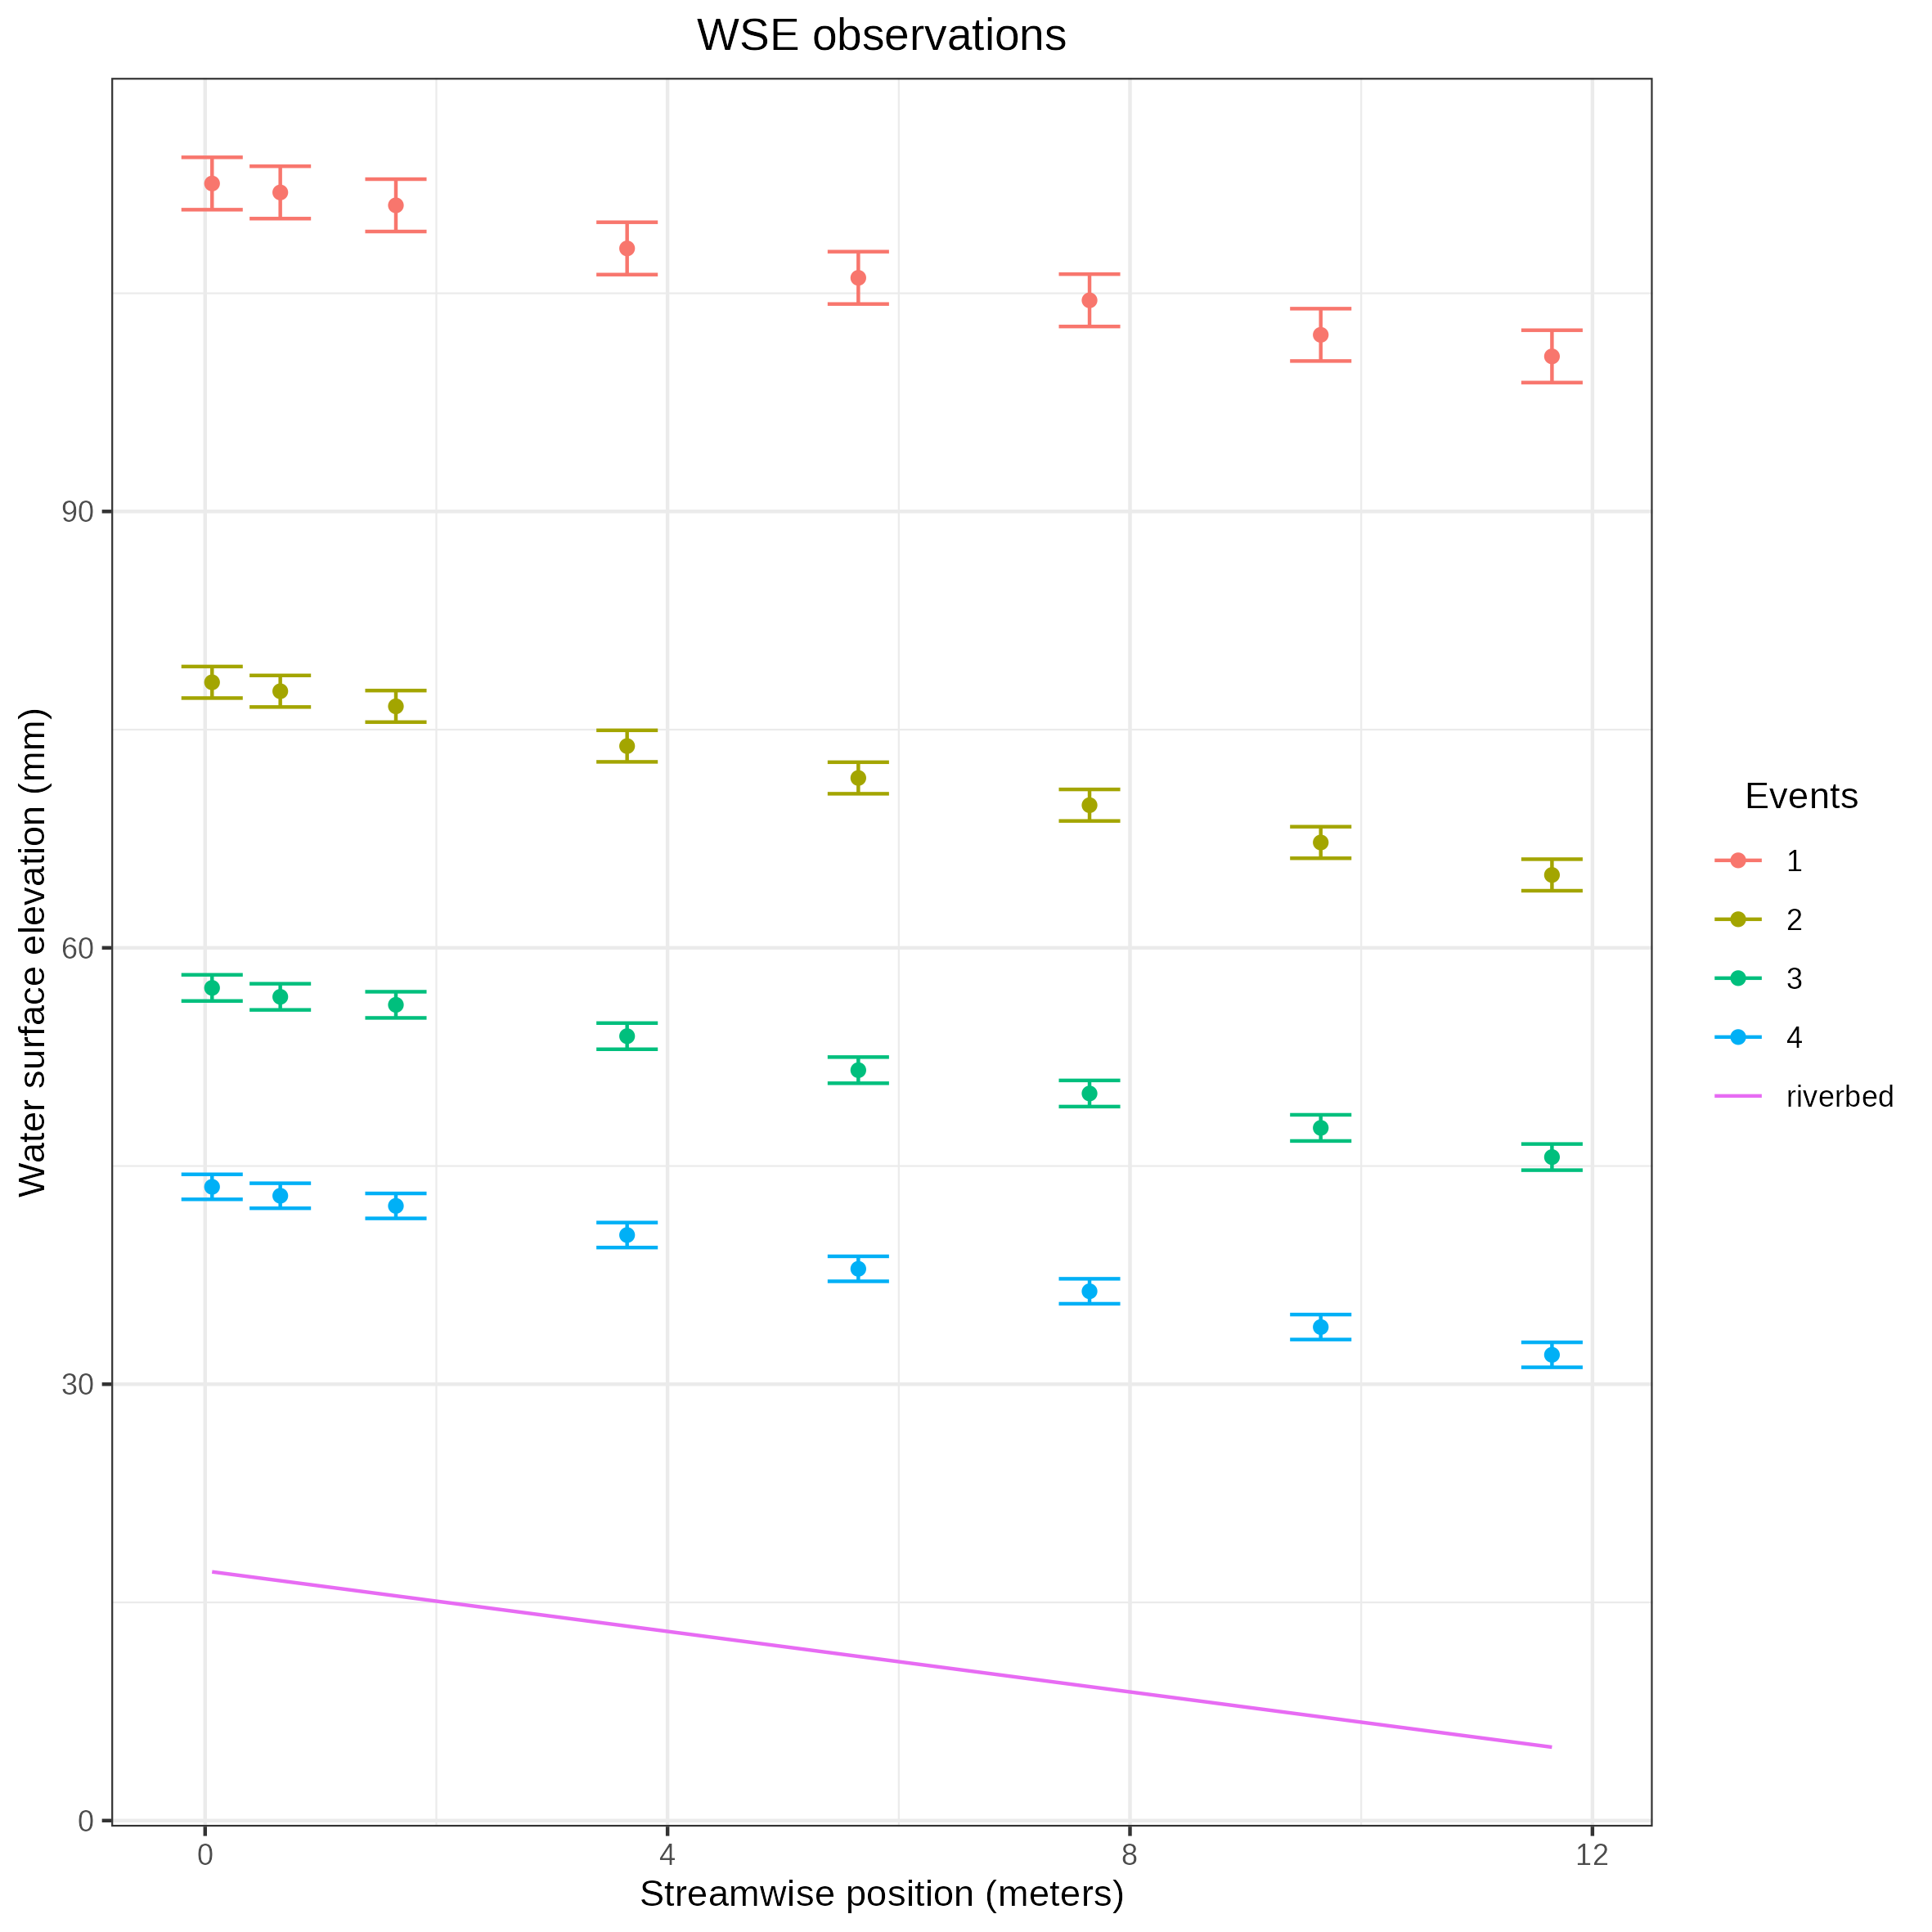 WSE observations
Water surface elevation (mm)
90
60
30
0
0 4 8 12
Streamwise position (meters)
Events
1
2
3
4
riverbed